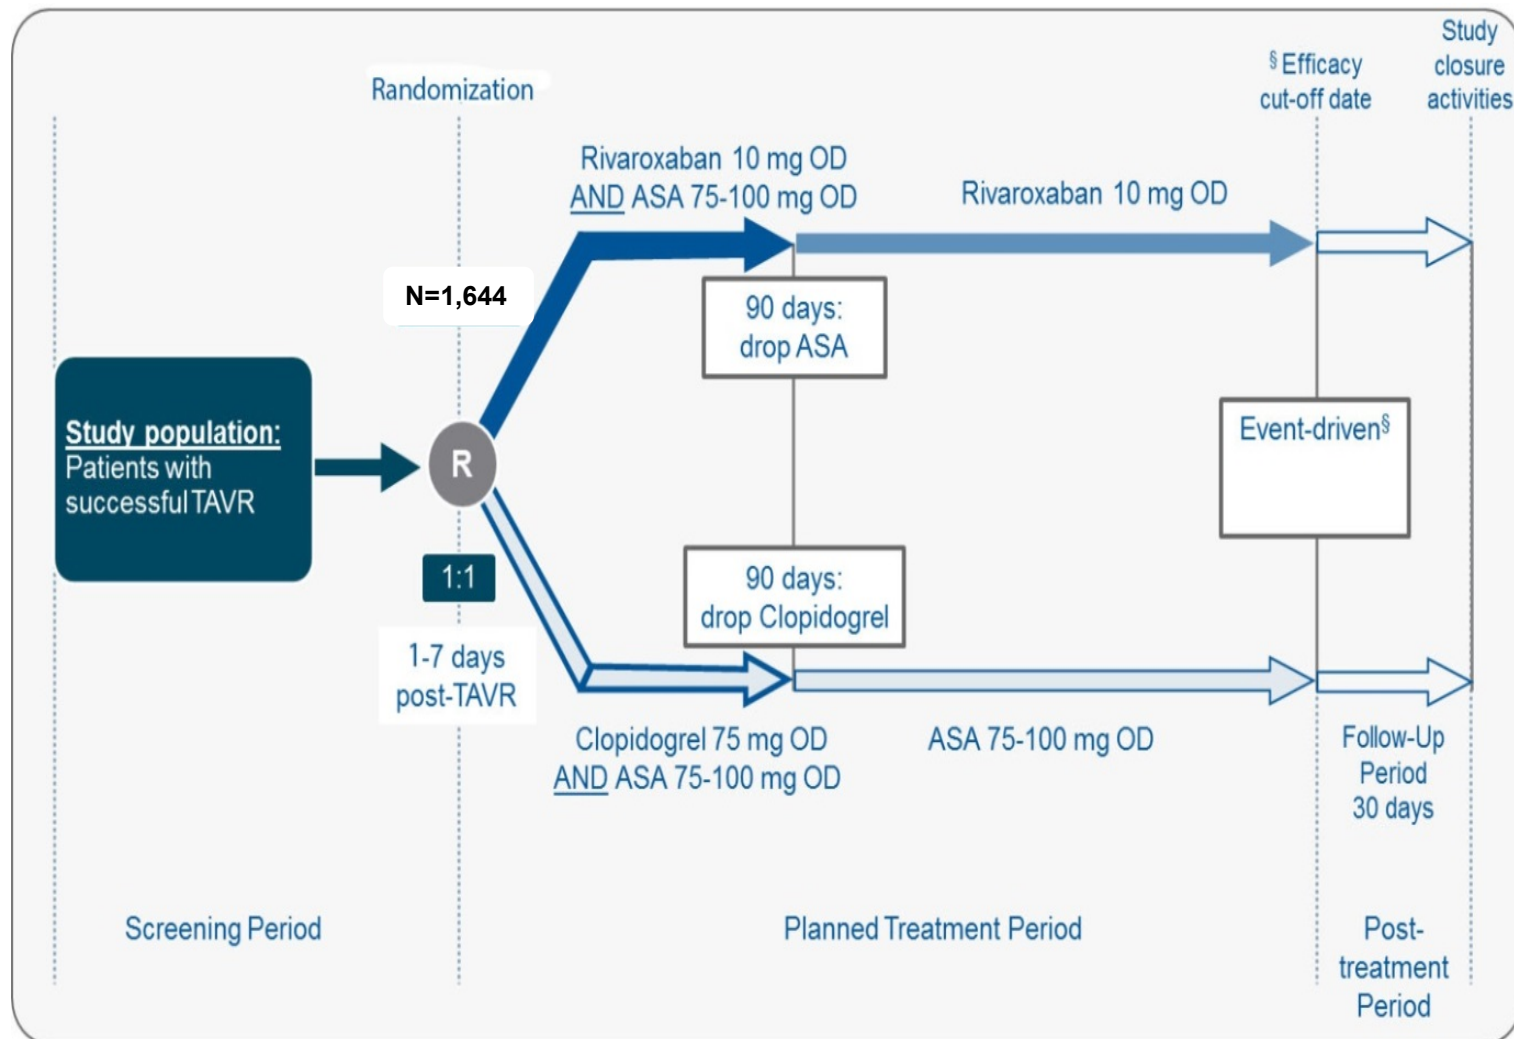 Study
closure
activities
§ Efficacy
cut-off date
Randomization
Rivaroxaban 10 mg OD
AND ASA 75-100 mg OD
Rivaroxaban 10 mg OD
N=1,644
90 days:
drop ASA
Study population:
Patients with
successful TAVR
R
Event-driven§
1:1
90 days:
drop Clopidogrel
1-7 days
post-TAVR
Clopidogrel 75 mg OD
AND ASA 75-100 mg OD
ASA 75-100 mg OD
Follow-Up
Period
30 days
Screening Period
Planned Treatment Period
Post-
treatment
Period